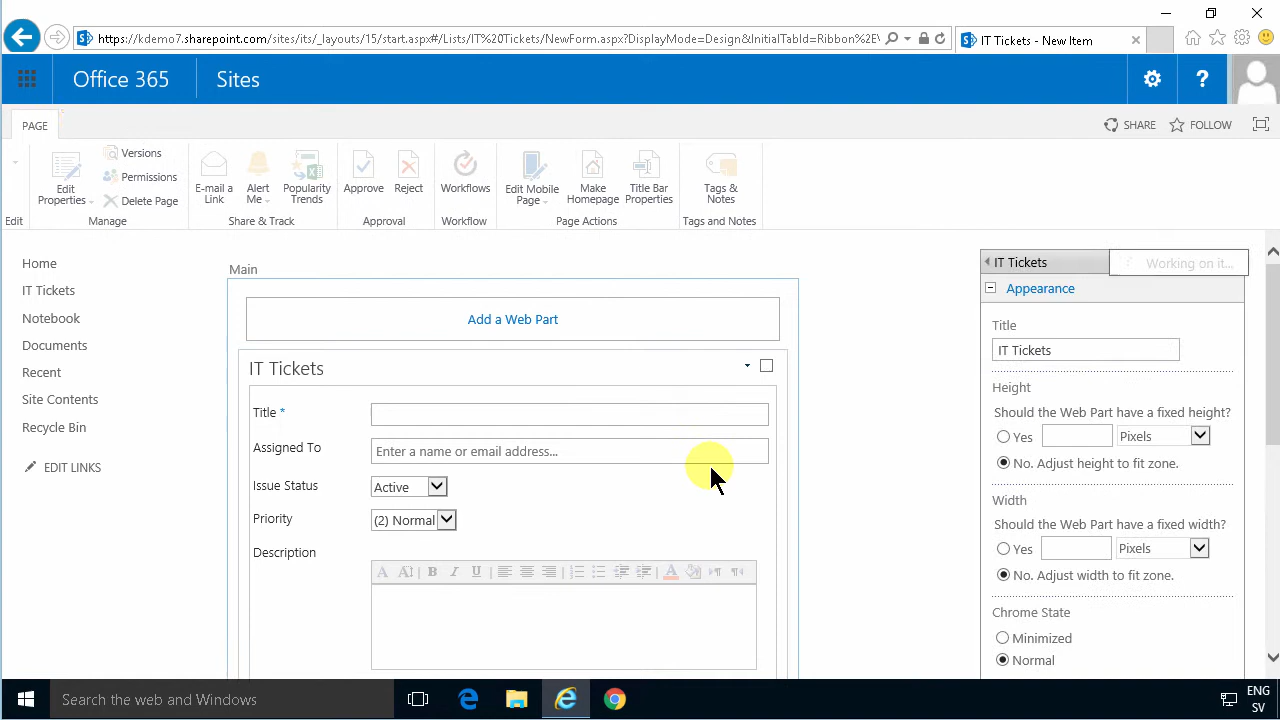 https://kdemo7.sharepoint.com/sites/its/_layouts/15/start.aspx#/Lists/IT%20Tickets/NewForm.aspx?DisplayMode=Design&InitialTabId=Ribbon%2E
IT Tickets - New Item
Office 365
Sites
?
PAGE
SHARE
FOLLOW
Edit
Edit Properties
Versions
Permissions
Delete Page
Manage
E-mail a Link
Alert Me
Popularity Trends
Share & Track
Approve
Reject
Approval
Workflows
Workflow
Edit Mobile Page
Make Homepage
Title Bar Properties
Page Actions
Tags & Notes
Tags and Notes
Home
IT Tickets
Notebook
Documents
Recent
Site Contents
Recycle Bin
EDIT LINKS
Main
Add a Web Part
IT Tickets
Title *
Assigned To
Enter a name or email address...
Issue Status
Active
Priority
(2) Normal
Description
A A B I U A
IT Tickets
Working on it...
Appearance
Title
IT Tickets
Height
Should the Web Part have a fixed height?
Yes
Pixels
No. Adjust height to fit zone.
Width
Should the Web Part have a fixed width?
Yes
Pixels
No. Adjust width to fit zone.
Chrome State
Minimized
Normal
Search the web and Windows
ENG
SV